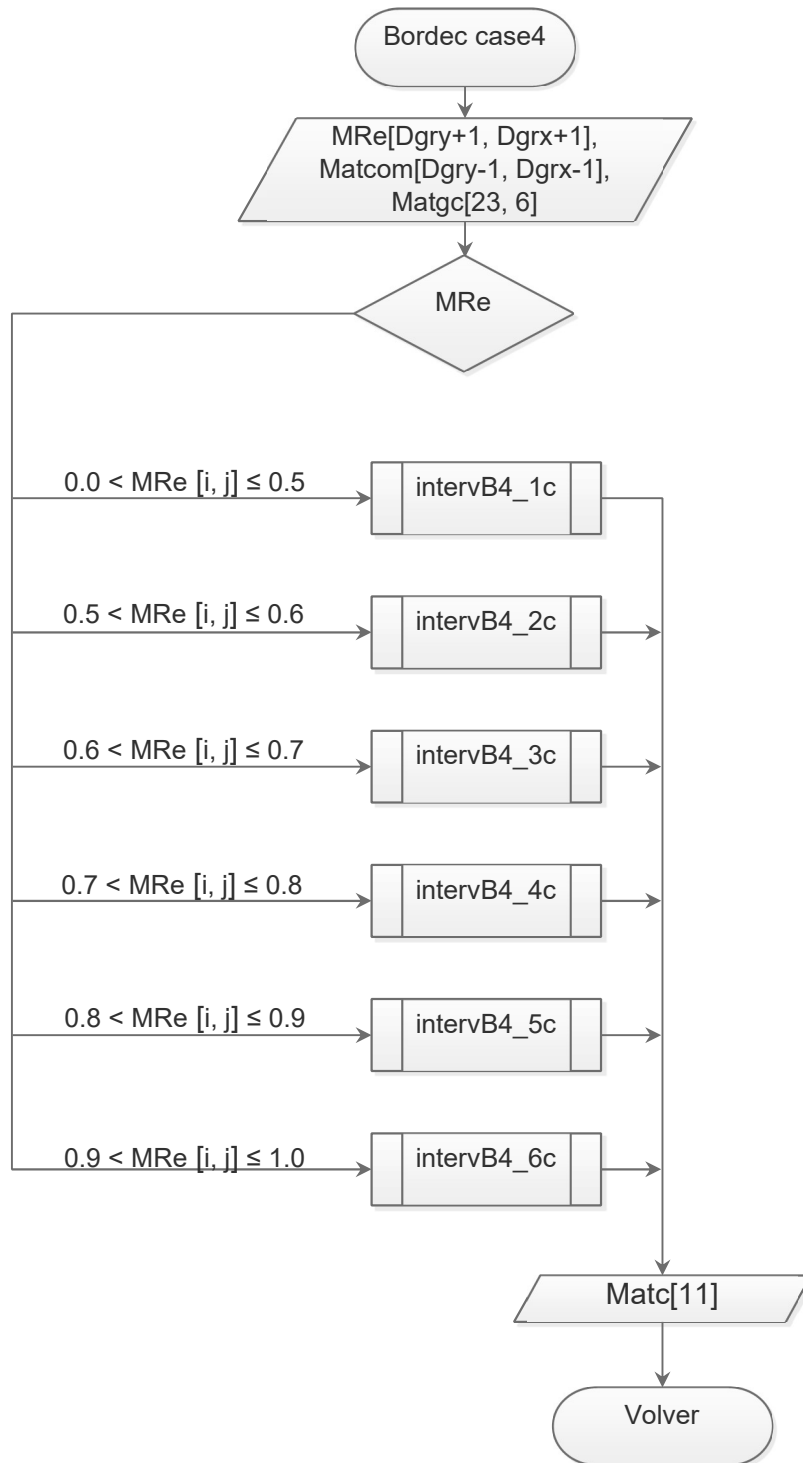 Bordec case4
MRe[Dgry+1, Dgrx+1],
Matcom[Dgry-1, Dgrx-1],
Matgc[23, 6]
MRe
0.0 < MRe [i, j] ≤ 0.5
intervB4_1c
0.5 < MRe [i, j] ≤ 0.6
intervB4_2c
0.6 < MRe [i, j] ≤ 0.7
intervB4_3c
0.7 < MRe [i, j] ≤ 0.8
intervB4_4c
0.8 < MRe [i, j] ≤ 0.9
intervB4_5c
0.9 < MRe [i, j] ≤ 1.0
intervB4_6c
Matc[11]
Volver